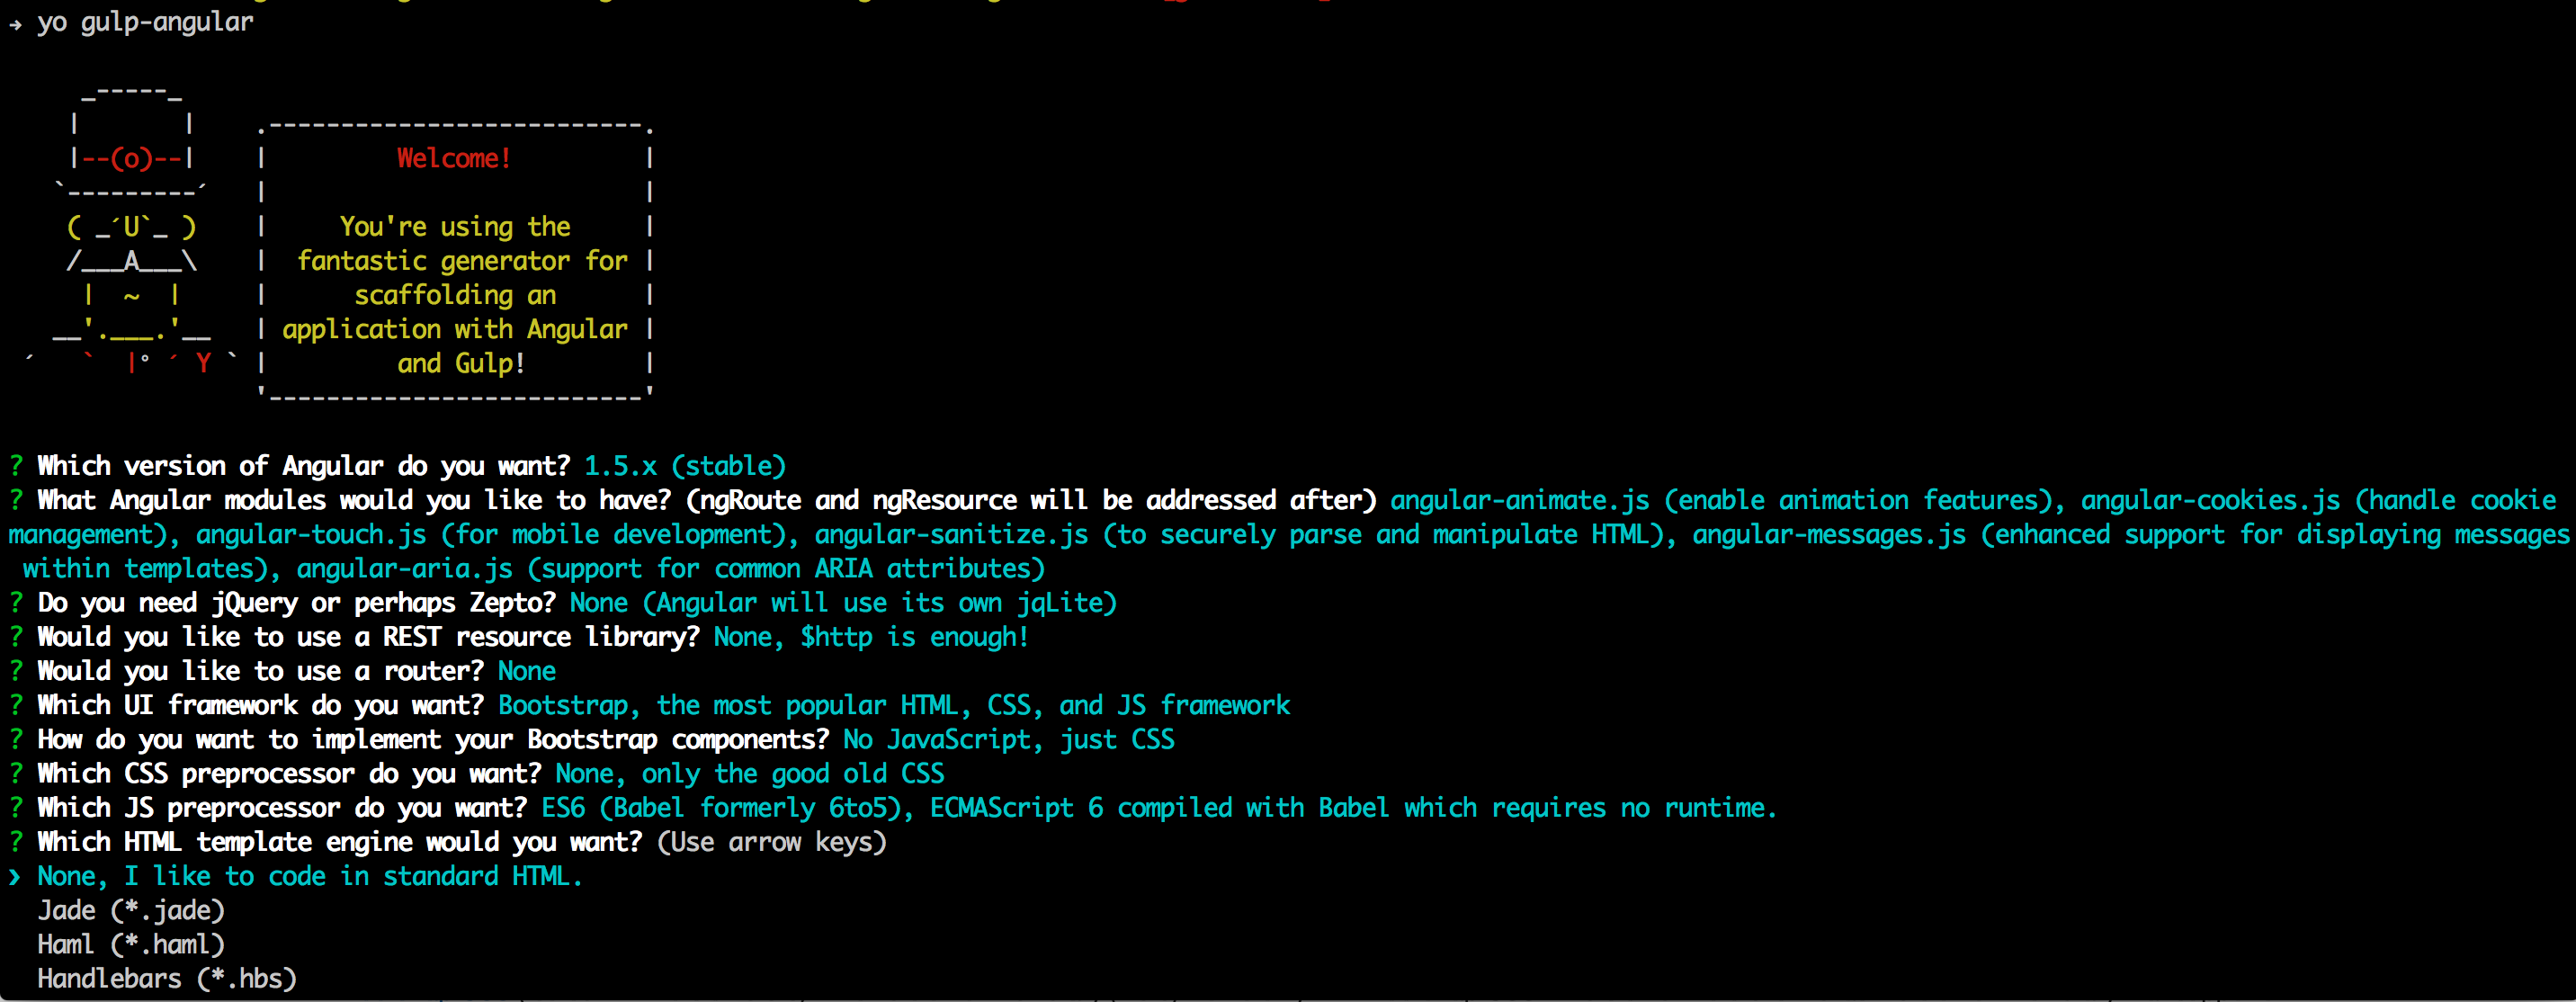 → yo gulp-angular
     _-----_
    |       |    .--------------------------.
    |--(o)--|    |         Welcome!         |
   `---------´   |                          |
    ( _´U`_ )    |     You're using the     |
    /___A___\    |  fantastic generator for |
     |  ~  |     |      scaffolding an      |
   __'.___.'__   | application with Angular |
 ´   `  |° ´ Y ` |         and Gulp!        |
                 '--------------------------'
? Which version of Angular do you want? 1.5.x (stable)
? What Angular modules would you like to have? (ngRoute and ngResource will be addressed after) angular-animate.js (enable animation features), angular-cookies.js (handle cookie
management), angular-touch.js (for mobile development), angular-sanitize.js (to securely parse and manipulate HTML), angular-messages.js (enhanced support for displaying messages
 within templates), angular-aria.js (support for common ARIA attributes)
? Do you need jQuery or perhaps Zepto? None (Angular will use its own jqLite)
? Would you like to use a REST resource library? None, $http is enough!
? Would you like to use a router? None
? Which UI framework do you want? Bootstrap, the most popular HTML, CSS, and JS framework
? How do you want to implement your Bootstrap components? No JavaScript, just CSS
? Which CSS preprocessor do you want? None, only the good old CSS
? Which JS preprocessor do you want? ES6 (Babel formerly 6to5), ECMAScript 6 compiled with Babel which requires no runtime.
? Which HTML template engine would you want? (Use arrow keys)
❯ None, I like to code in standard HTML.
  Jade (*.jade)
  Haml (*.haml)
  Handlebars (*.hbs)